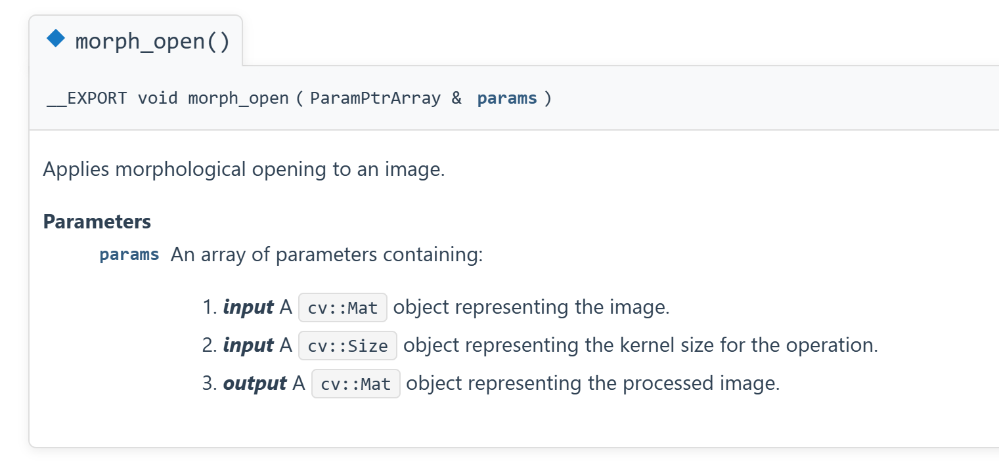 morph_open()
__EXPORT void morph_open ( ParamPtrArray & params )
Applies morphological opening to an image.
Parameters
params An array of parameters containing:
1. input A cv::Mat object representing the image.
2. input A cv::Size object representing the kernel size for the operation.
3. output A cv::Mat object representing the processed image.